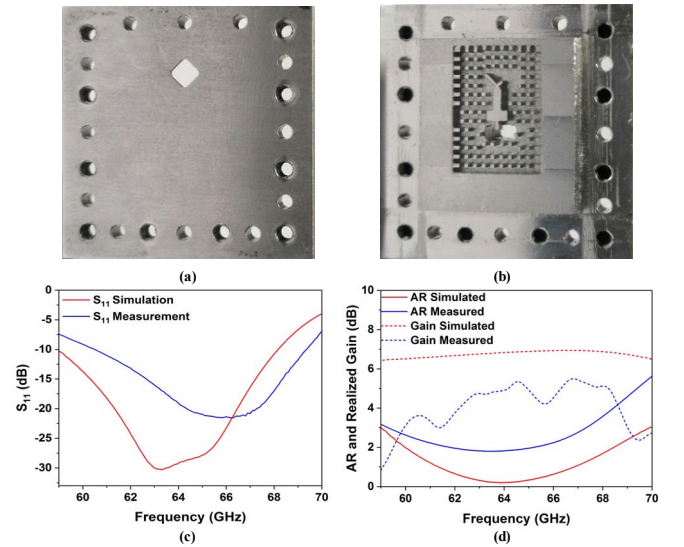 (a)
(b)
0
-5
-10
-15
-20
-25
-30
S11 (dB)
S11 Simulation
S11 Measurement
60
62
64
66
68
70
Frequency (GHz)
(c)
10
8
6
4
2
0
AR and Realized Gain (dB)
AR Simulated
AR Measured
Gain Simulated
Gain Measured
60
62
64
66
68
70
Frequency (GHz)
(d)